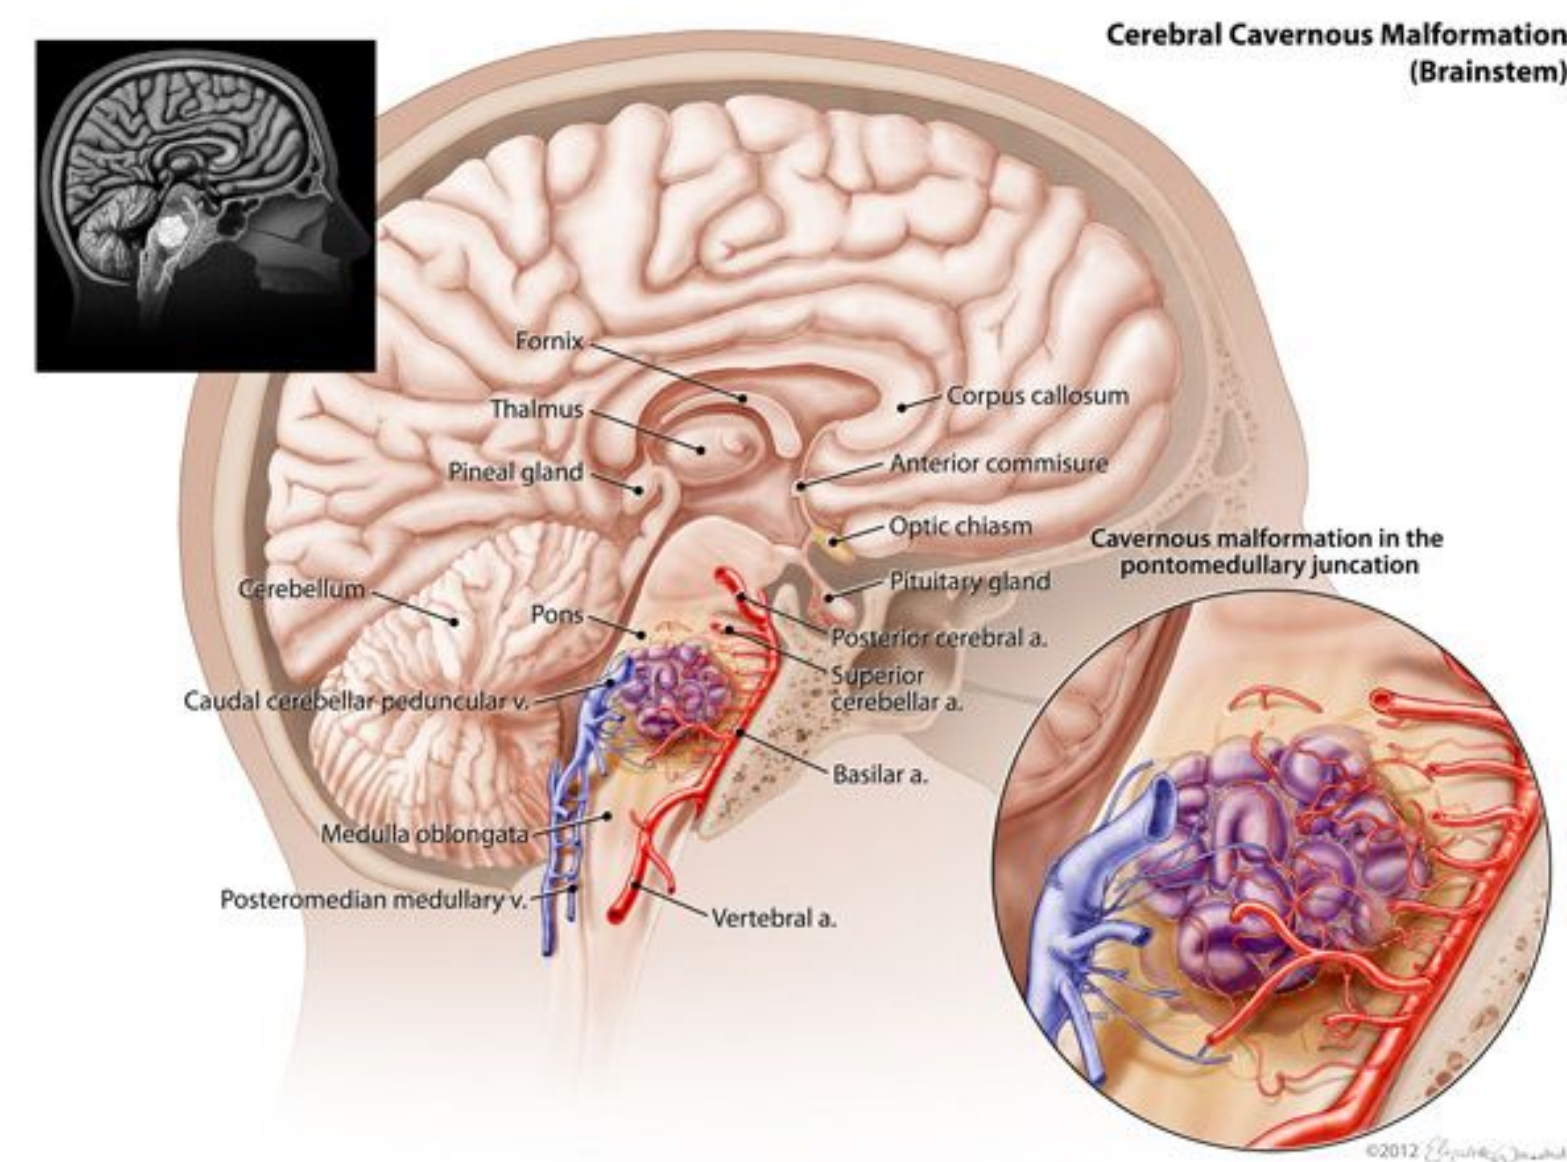 Cerebral Cavernous Malformation
(Brainstem)
Fornix
Thalmus
Pineal gland
Corpus callosum
Anterior commisure
Optic chiasm
Cavernous malformation in the
pontomedullary juncation
Pituitary gland
Cerebellum
Pons
Posterior cerebral a.
Superior
cerebellar a.
Caudal cerebellar peduncular v.
Basilar a.
Medulla oblongata
Posteromedian medullary v.
Vertebral a.
©2012